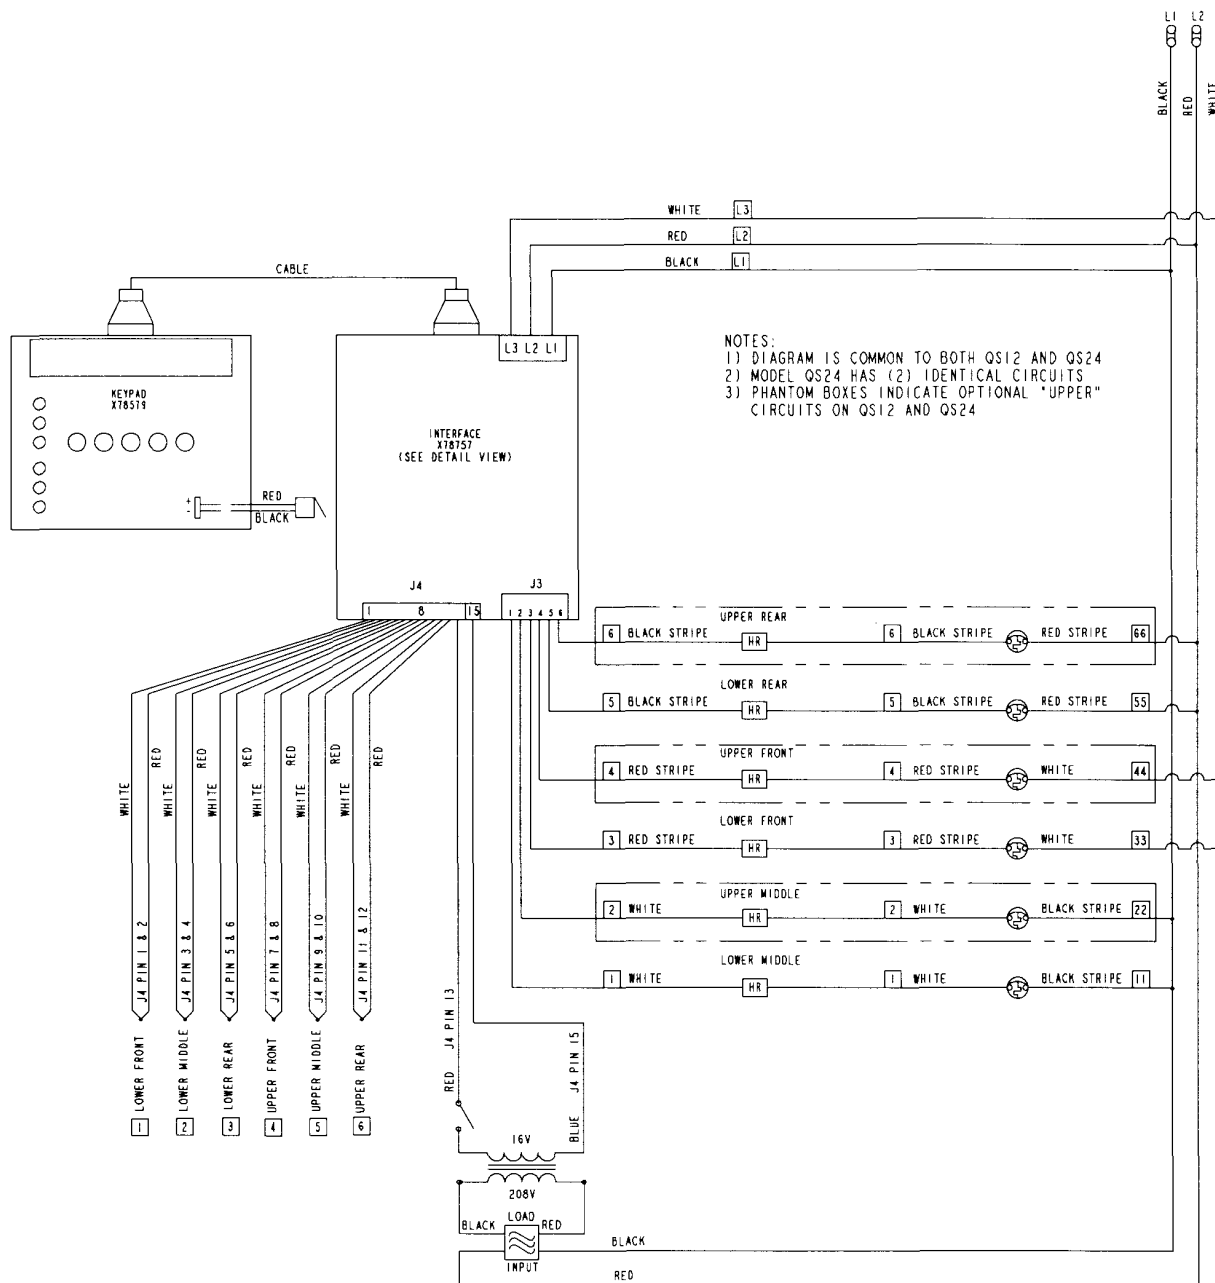 L1 L2
BLACK
RED
WHITE
WHITE L3
RED L2
BLACK L1
CABLE
L3 L2 L1
NOTES:
1) DIAGRAM IS COMMON TO BOTH QS12 AND QS24
2) MODEL QS24 HAS (2) IDENTICAL CIRCUITS
3) PHANTOM BOXES INDICATE OPTIONAL "UPPER"
CIRCUITS ON QS12 AND QS24
KEYPAD
X78579
INTERFACE
X78757
(SEE DETAIL VIEW)
+
-
RED
BLACK
J4
J3
1 8 15
1 2 3 4 5 6
UPPER REAR
6 BLACK STRIPE HR 6 BLACK STRIPE RED STRIPE 66
LOWER REAR
5 BLACK STRIPE HR 5 BLACK STRIPE RED STRIPE 55
UPPER FRONT
4 RED STRIPE HR 4 RED STRIPE WHITE 44
LOWER FRONT
3 RED STRIPE HR 3 RED STRIPE WHITE 33
UPPER MIDDLE
2 WHITE HR 2 WHITE BLACK STRIPE 22
LOWER MIDDLE
1 WHITE HR 1 WHITE BLACK STRIPE 11
WHITE
RED
WHITE
RED
WHITE
RED
WHITE
RED
WHITE
RED
WHITE
RED
J4 PIN 1 & 2
J4 PIN 3 & 4
J4 PIN 5 & 6
J4 PIN 7 & 8
J4 PIN 9 & 10
J4 PIN 11 & 12
1 LOWER FRONT
2 LOWER MIDDLE
3 LOWER REAR
4 UPPER FRONT
5 UPPER MIDDLE
6 UPPER REAR
RED J4 PIN 13
BLUE J4 PIN 15
16V
208V
BLACK LOAD RED
INPUT
BLACK
RED